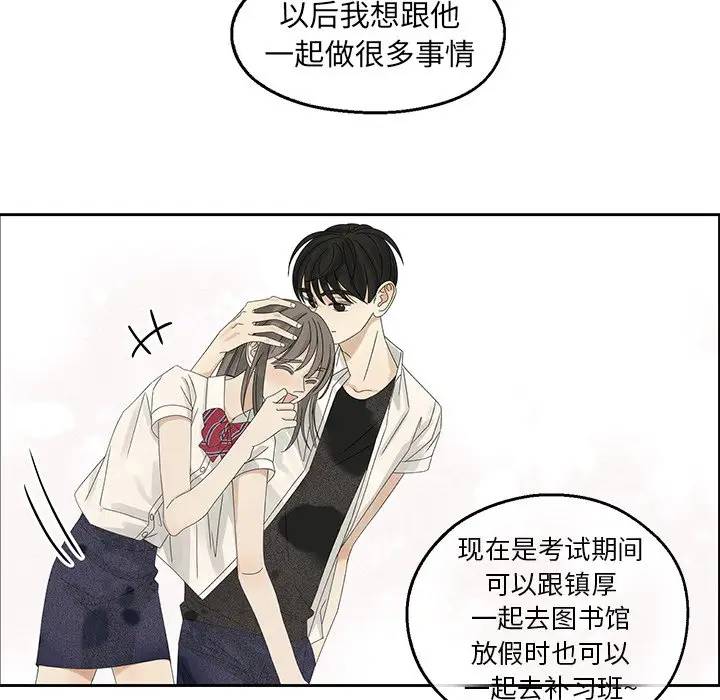 以后我想跟他
一起做很多事情
现在是考试期间
可以跟镇厚
一起去图书馆
放假时也可以
一起去补习班~